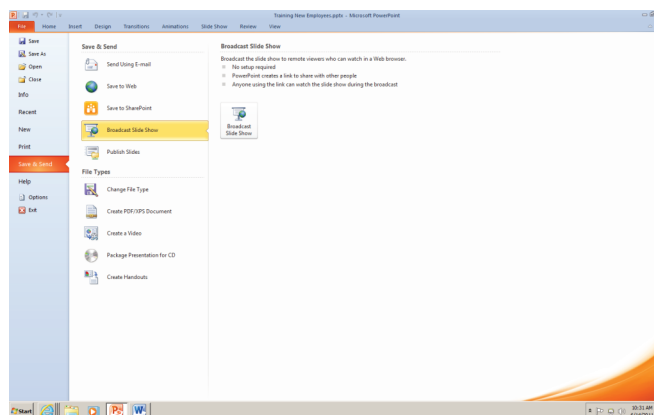 Training New Employees.pptx - Microsoft PowerPoint
File Home Insert Design Transitions Animations Slide Show Review View
Save
Save As
Open
Close
Info
Recent
New
Print
Save & Send
Help
Options
Exit
Save & Send
Send Using E-mail
Save to Web
Save to SharePoint
Broadcast Slide Show
Publish Slides
File Types
Change File Type
Create PDF/XPS Document
Create a Video
Package Presentation for CD
Create Handouts
Broadcast Slide Show
Broadcast the slide show to remote viewers who can watch in a Web browser.
No setup required
PowerPoint creates a link to share with other people
Anyone using the link can watch the slide show during the broadcast
Broadcast
Slide Show
Start
10:31 AM